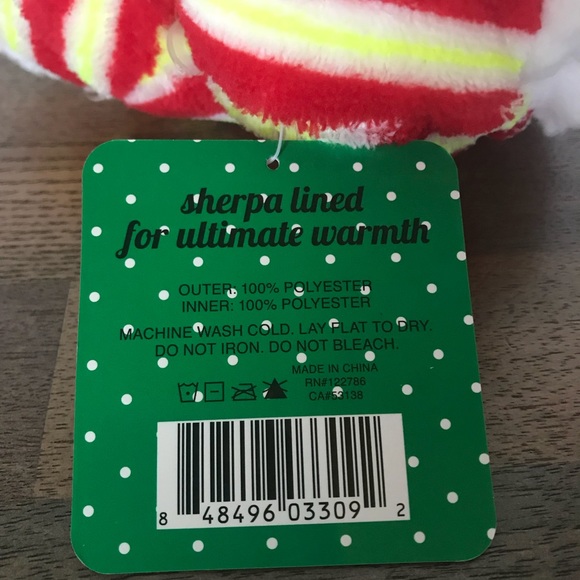 sherpa lined
for ultimate warmth
OUTER: 100% POLYESTER
INNER: 100% POLYESTER
MACHINE WASH COLD. LAY FLAT TO DRY.
DO NOT IRON. DO NOT BLEACH.
MADE IN CHINA
RN#122786
CA#53138
8 48496 03309 2